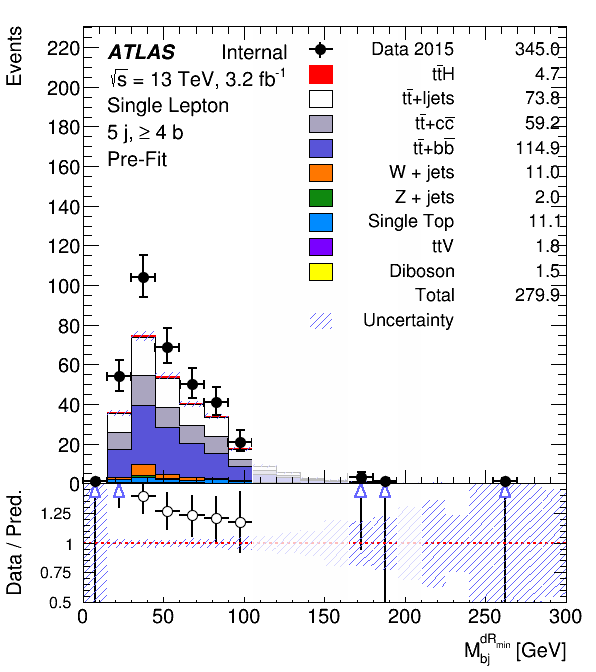 Events
220
200
180
160
140
120
100
80
60
40
20
0
ATLAS Internal
√s = 13 TeV, 3.2 fb⁻¹
Single Lepton
5 j, ≥ 4 b
Pre-Fit
Data 2015 345.0
tt̄H 4.7
tt̄+ljets 73.8
tt̄+cc̄ 59.2
tt̄+bb̄ 114.9
W + jets 11.0
Z + jets 2.0
Single Top 11.1
ttV 1.8
Diboson 1.5
Total 279.9
Uncertainty
Data / Pred.
1.25
1
0.5
0 50 100 150 200 250 300
M_bj^dR_min [GeV]